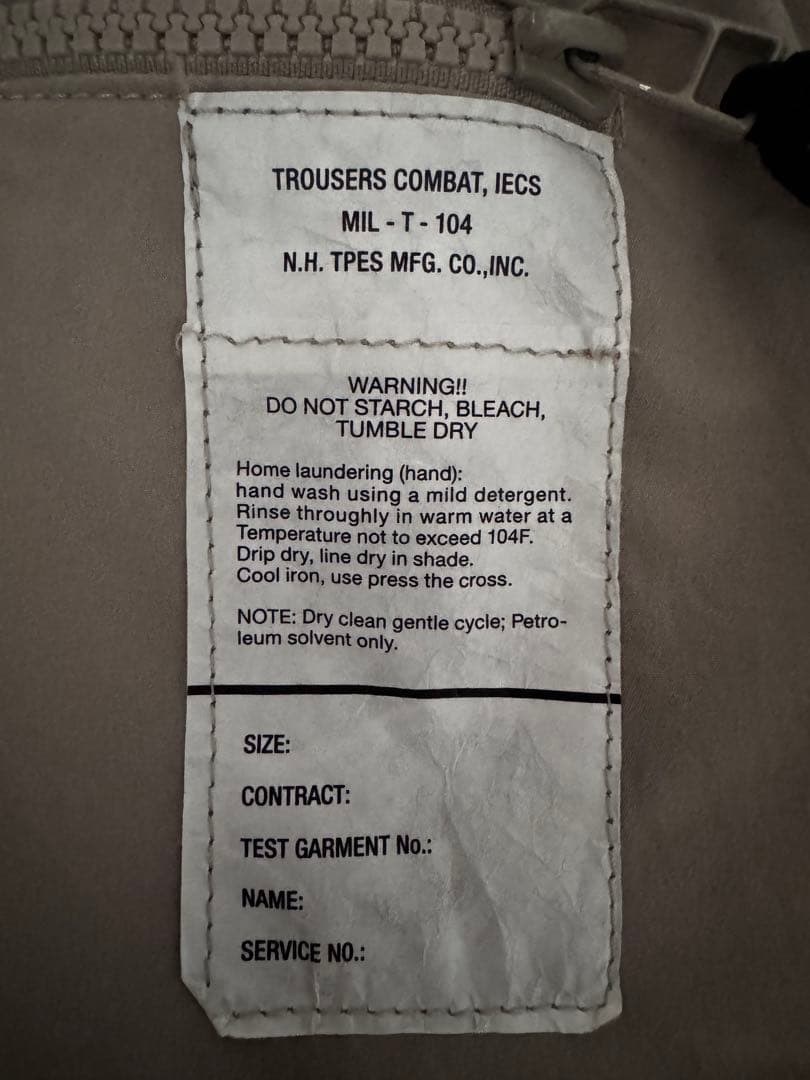 TROUSERS COMBAT, IECS
MIL - T - 104
N.H. TPES MFG. CO.,INC.
WARNING!!
DO NOT STARCH, BLEACH,
TUMBLE DRY
Home laundering (hand):
hand wash using a mild detergent.
Rinse throughly in warm water at a
Temperature not to exceed 104F.
Drip dry, line dry in shade.
Cool iron, use press the cross.
NOTE: Dry clean gentle cycle; Petro-
leum solvent only.
SIZE:
CONTRACT:
TEST GARMENT No.:
NAME:
SERVICE NO.: